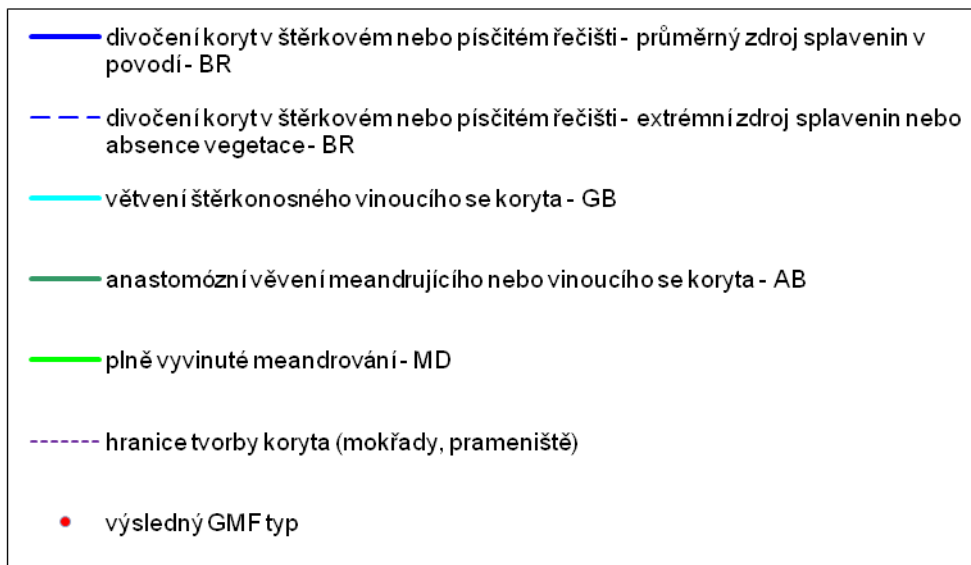 divočení koryt v štěrkovém nebo písčitém řečišti - průměrný zdroj splavenin v
povodí - BR
divočení koryt v štěrkovém nebo písčitém řečišti - extrémní zdroj splavenin nebo
absence vegetace - BR
větvení štěrkonosného vinoucího se koryta - GB
anastomózní věvení meandrujícího nebo vinoucího se koryta - AB
plně vyvinuté meandrování - MD
hranice tvorby koryta (mokřady, prameniště)
výsledný GMF typ